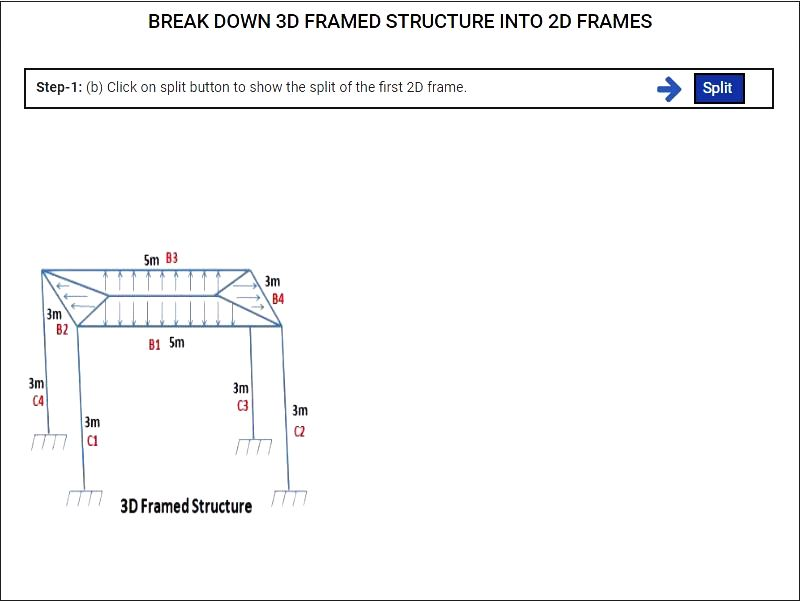 BREAK DOWN 3D FRAMED STRUCTURE INTO 2D FRAMES
Step-1: (b) Click on split button to show the split of the first 2D frame.
Split
5m B3
3m
B4
3m
B2
B1 5m
3m
C4
3m
C3
3m
C2
3m
C1
3D Framed Structure